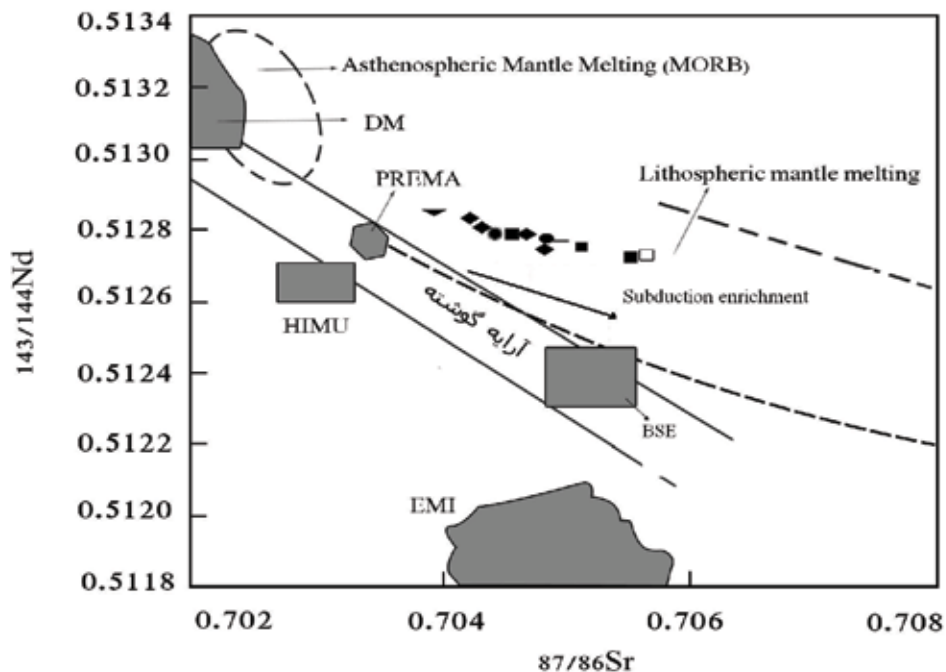 0.5134
0.5132
0.5130
0.5128
0.5126
0.5124
0.5122
0.5120
0.5118
143/144Nd
Asthenospheric Mantle Melting (MORB)
DM
PREMA
Lithospheric mantle melting
HIMU
آرایه گوشته
Subduction enrichment
BSE
EMI
0.702
0.704
0.706
0.708
87/86Sr